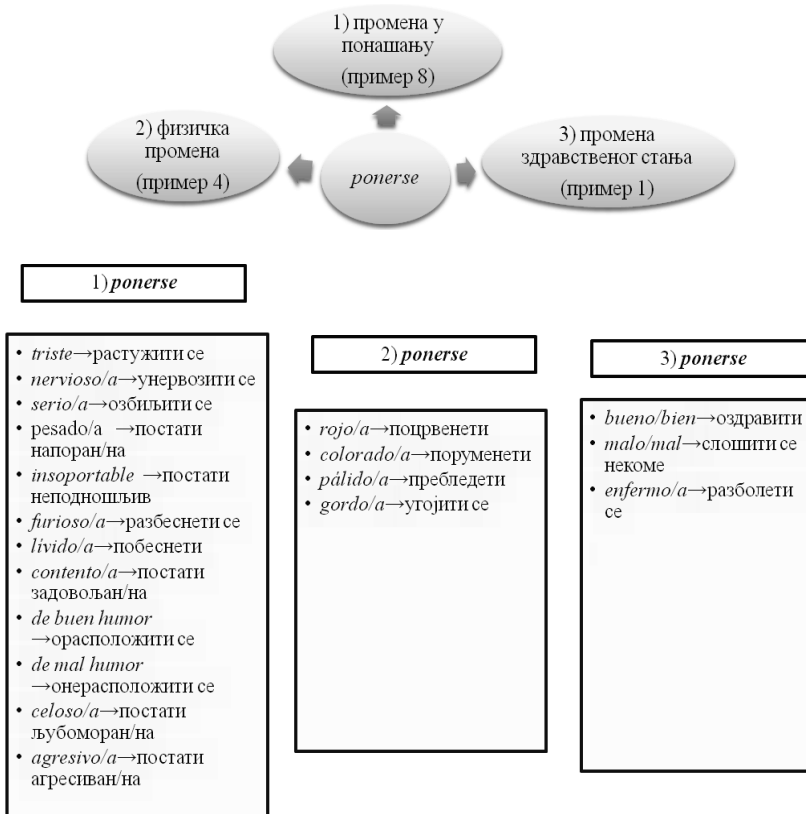 1) промена у
понашању
(пример 8)
2) физичка
промена
(пример 4)
ponerse
3) промена
здравственог стања
(пример 1)
1) ponerse
• triste→растужити се
• nervioso/a→унервозити се
• serio/a→озбиљити се
• pesado/a →постати
напоран/на
• insoportable →постати
неподношљив
• furioso/a→разбеснети се
• lívido/a→побеснети
• contento/a→постати
задовољан/на
• de buen humor
→орасположити се
• de mal humor
→онерасположити се
• celoso/a→постати
љубоморан/на
• agresivo/a→постати
агресиван/на
2) ponerse
• rojo/a→поцрвенети
• colorado/a→поруменети
• pálido/a→пребледети
• gordo/a→угојити се
3) ponerse
• bueno/bien→оздравити
• malo/mal→слошити се
некоме
• enfermo/a→разболети
се